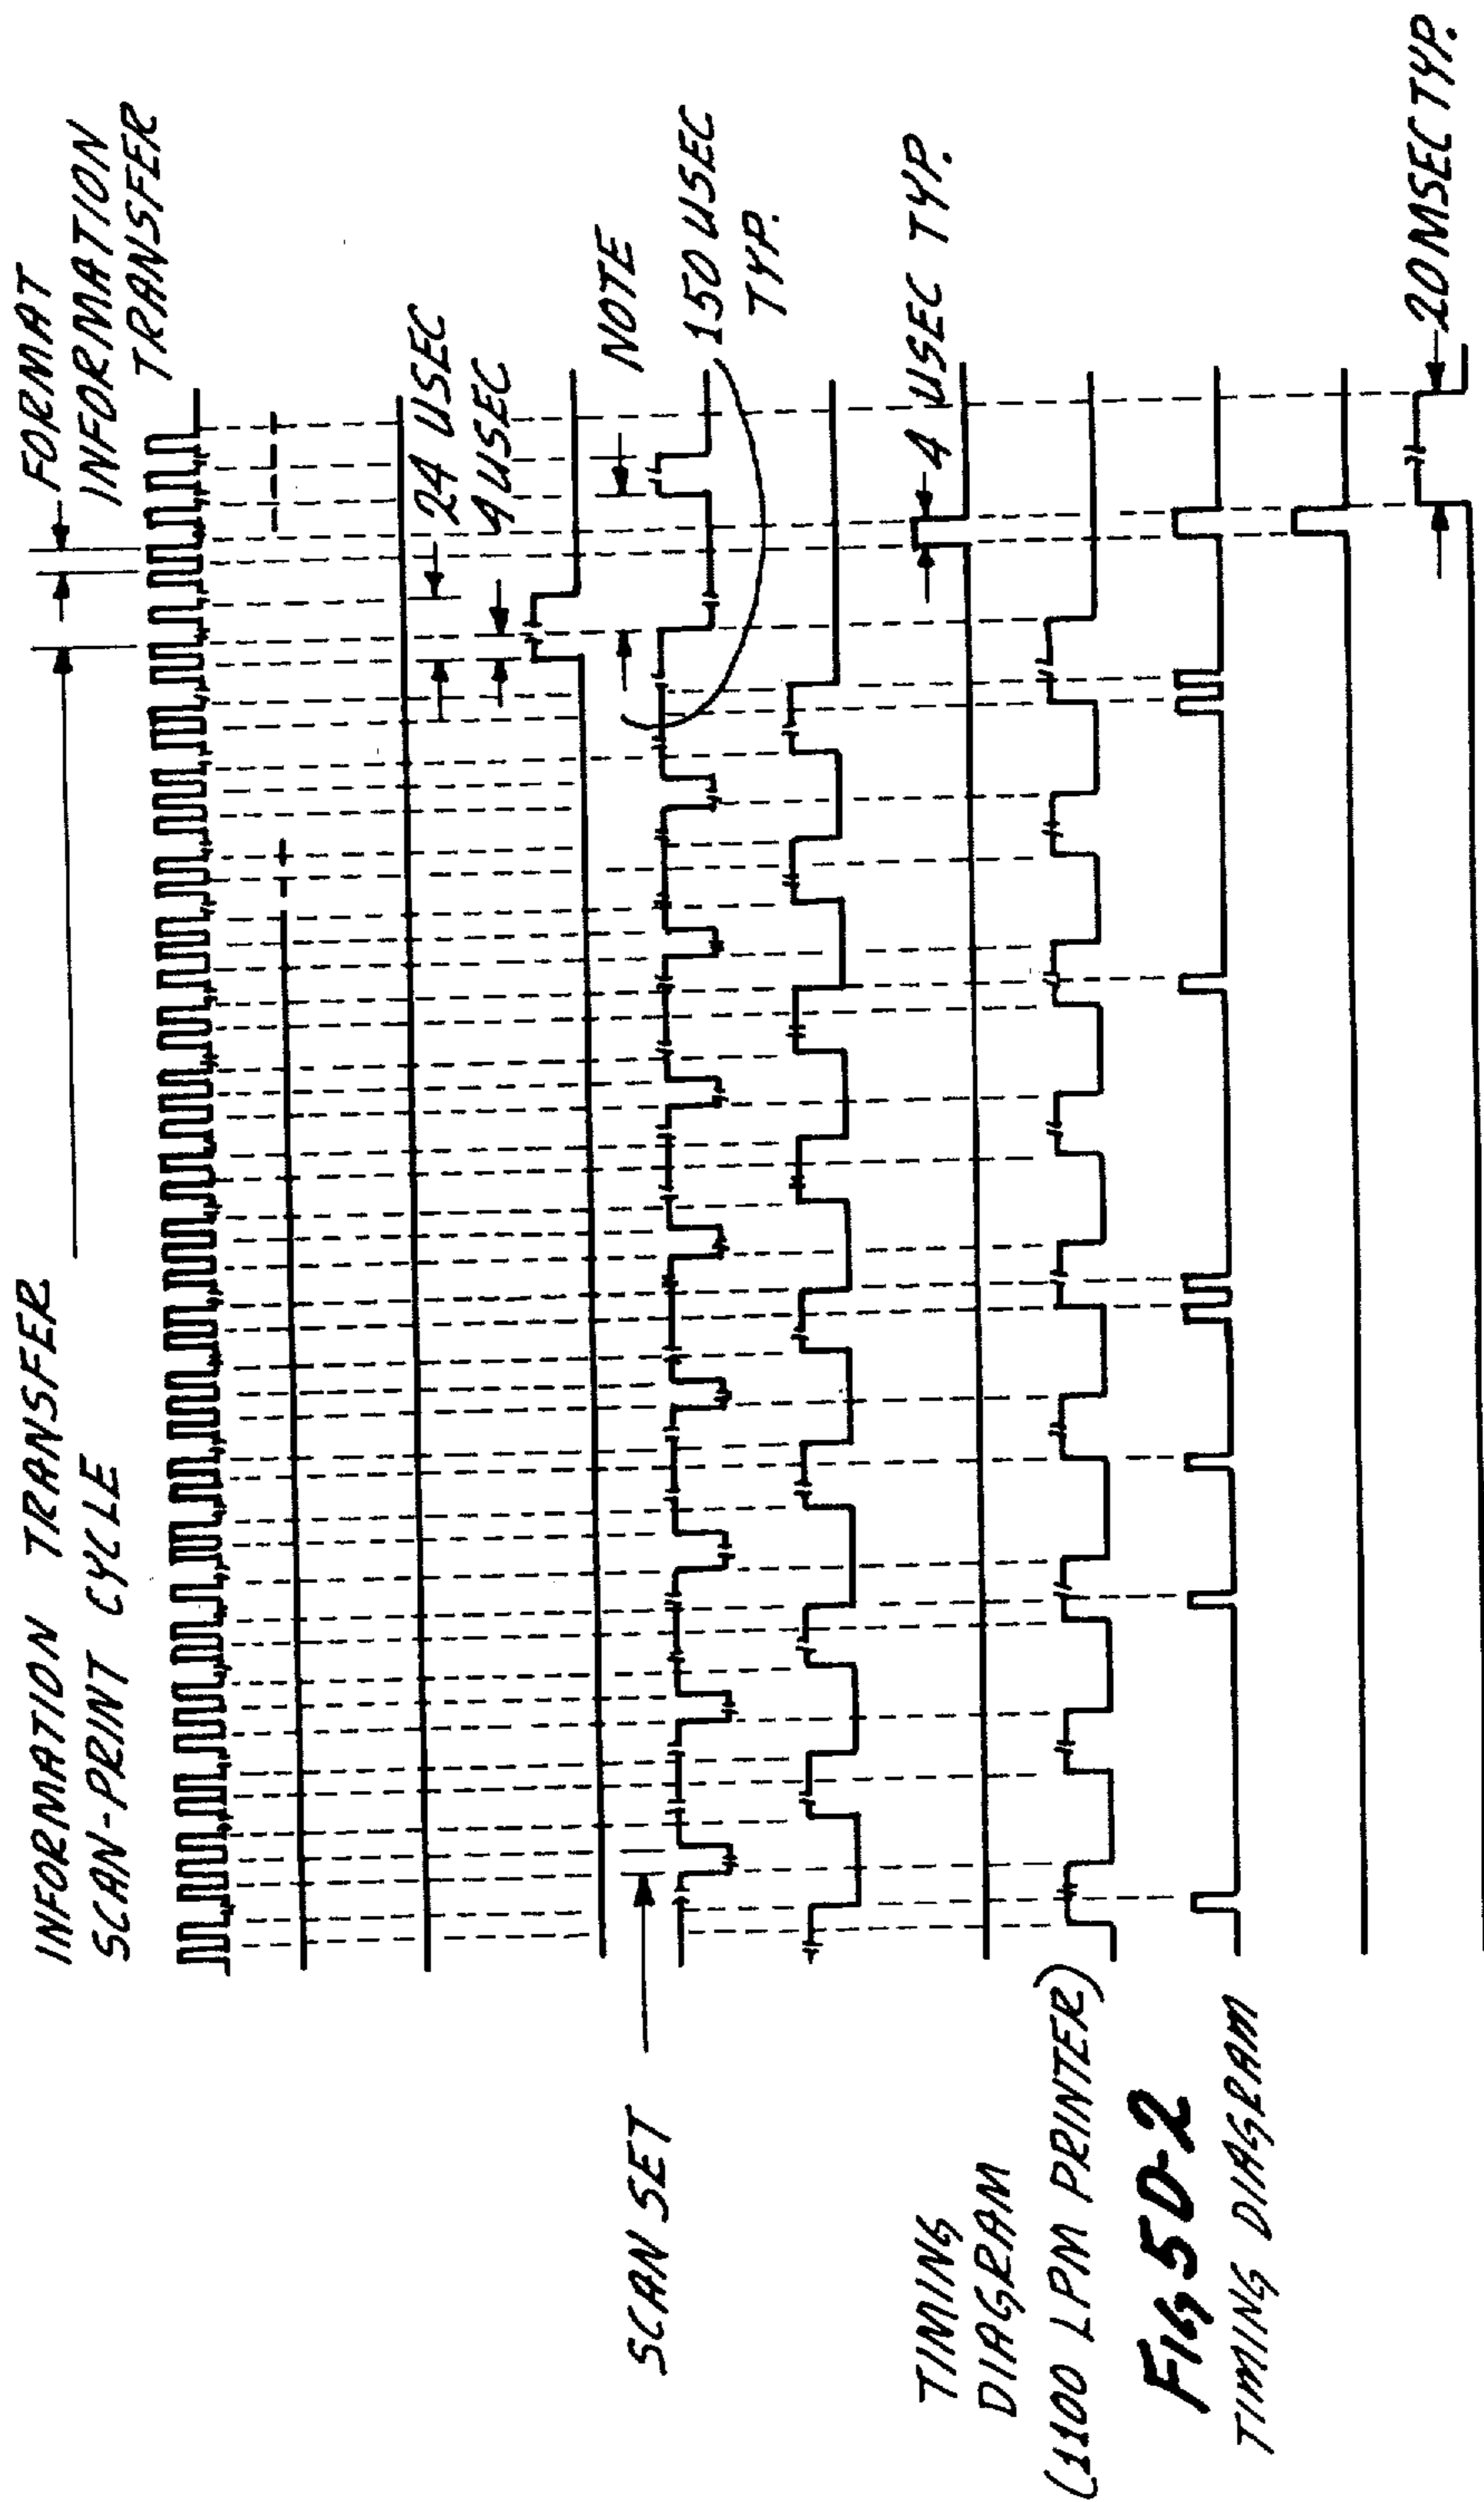 INFORMATION TRANSFER
SCAN-PRINT CYCLE
FORMAT
INFORMATION
TRANSFER
24 USEC
4 USEC
NOTE
150 USEC
TYP.
SCAN SET
4 USEC TYP.
20 MSEC TYP.
TIMING
DIAGRAM
(1100 LPM PRINTER)
FIG 5D-2
TIMING DIAGRAM